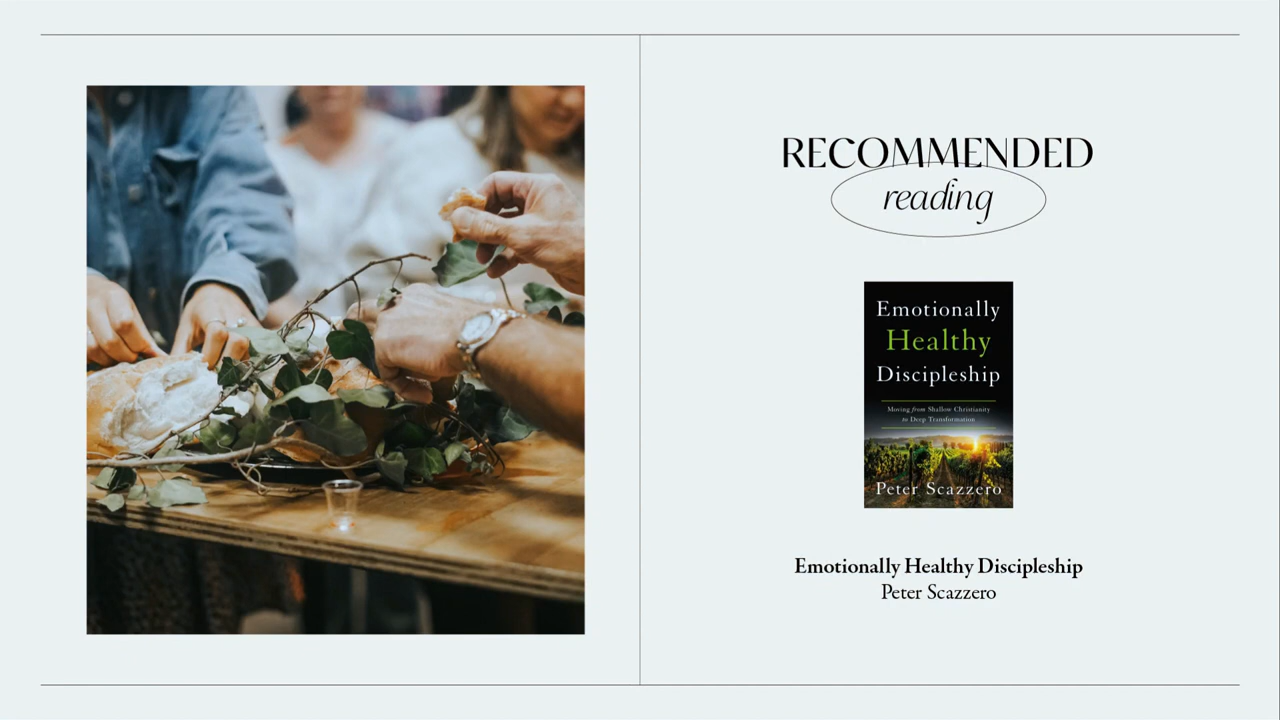 RECOMMENDED
reading
Emotionally
Healthy
Discipleship
Moving from Shallow Christianity
to Deep Transformation
Peter Scazzero
Emotionally Healthy Discipleship
Peter Scazzero